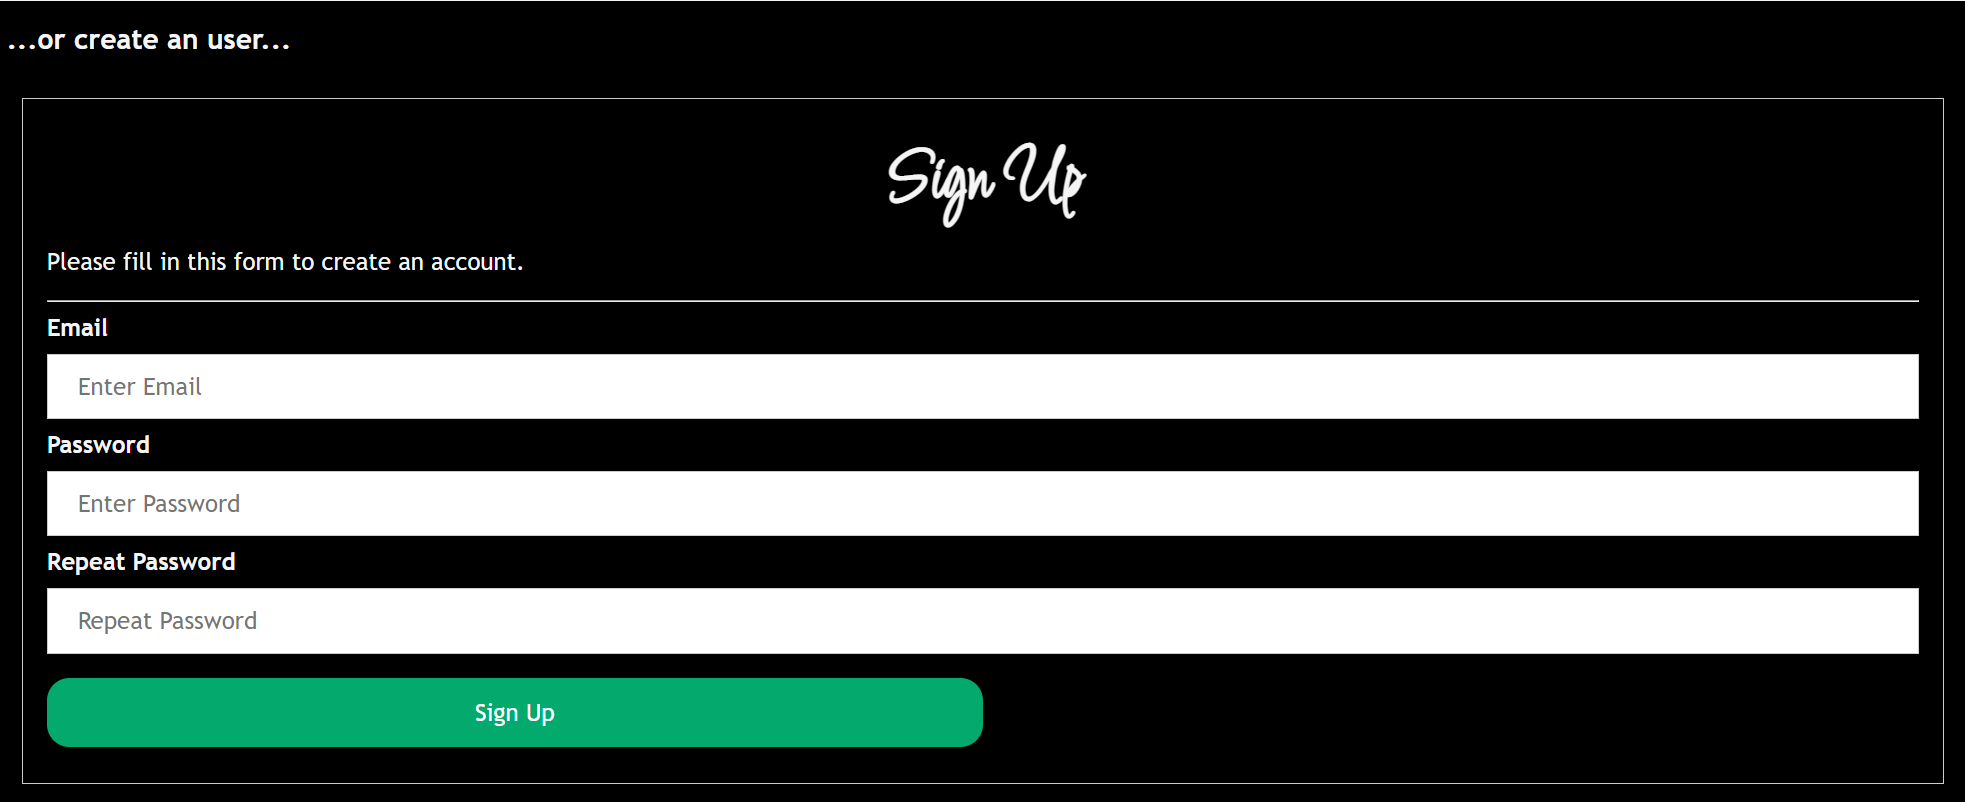 ...or create an user...
Sign Up
Please fill in this form to create an account.
Email
Enter Email
Password
Enter Password
Repeat Password
Repeat Password
Sign Up